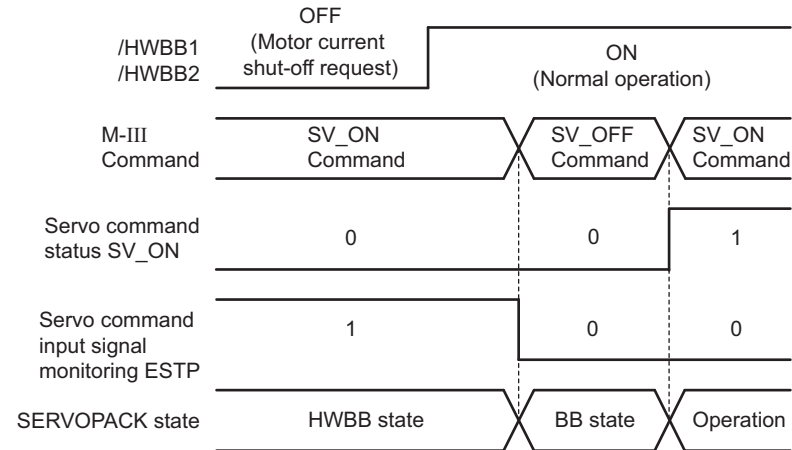 OFF
(Motor current
shut-off request)
/HWBB1
/HWBB2
ON
(Normal operation)
M-III
Command
SV_ON
Command
SV_OFF
Command
SV_ON
Command
Servo command
status SV_ON
0
0
1
Servo command
input signal
monitoring ESTP
1
0
0
SERVOPACK state
HWBB state
BB state
Operation